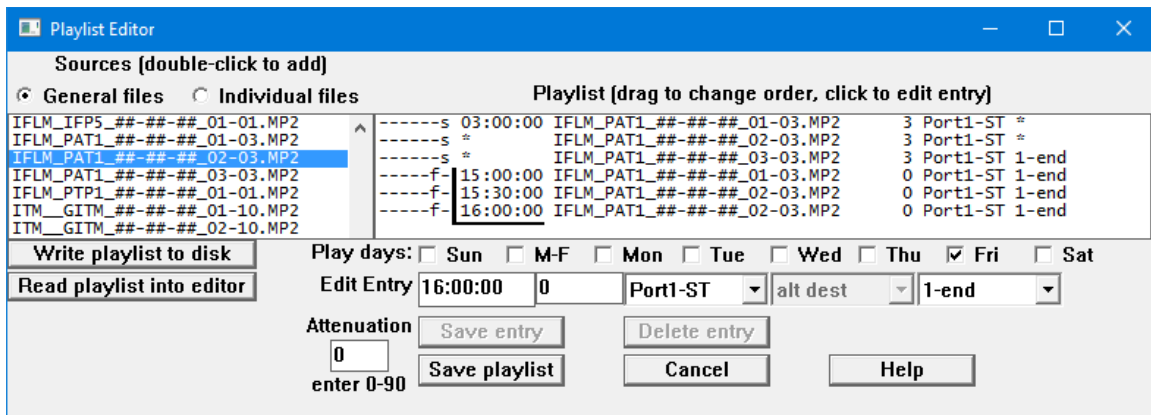 Playlist Editor
Sources (double-click to add)
General files Individual files
Playlist (drag to change order, click to edit entry)
IFLM_IFP5_##-##-##_01-01.MP2
IFLM_PAT1_##-##-##_01-03.MP2
IFLM_PAT1_##-##-##_02-03.MP2
IFLM_PAT1_##-##-##_03-03.MP2
IFLM_PTP1_##-##-##_01-01.MP2
ITM__GITM_##-##-##_01-10.MP2
ITM__GITM_##-##-##_02-10.MP2
------s 03:00:00 IFLM_PAT1_##-##-##_01-03.MP2 3 Port1-ST *
------s * IFLM_PAT1_##-##-##_02-03.MP2 3 Port1-ST *
------s * IFLM_PAT1_##-##-##_03-03.MP2 3 Port1-ST 1-end
-----f- 15:00:00 IFLM_PAT1_##-##-##_01-03.MP2 0 Port1-ST 1-end
-----f- 15:30:00 IFLM_PAT1_##-##-##_02-03.MP2 0 Port1-ST 1-end
-----f- 16:00:00 IFLM_PAT1_##-##-##_02-03.MP2 0 Port1-ST 1-end
Write playlist to disk
Read playlist into editor
Play days: Sun M-F Mon Tue Wed Thu Fri Sat
Edit Entry 16:00:00 0 Port1-ST alt dest 1-end
Attenuation
0
enter 0-90
Save entry Delete entry
Save playlist Cancel Help